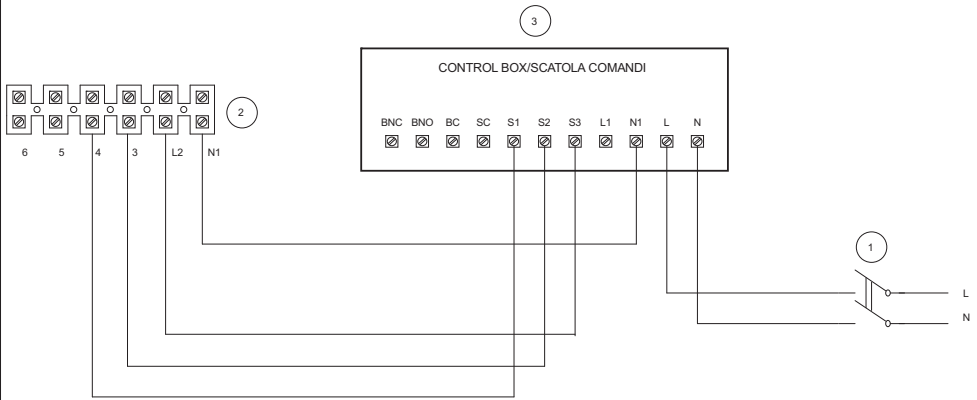 3
CONTROL BOX/SCATOLA COMANDI
2
BNC BNO BC SC S1 S2 S3 L1 N1 L N
6 5 4 3 L2 N1
1
L
N